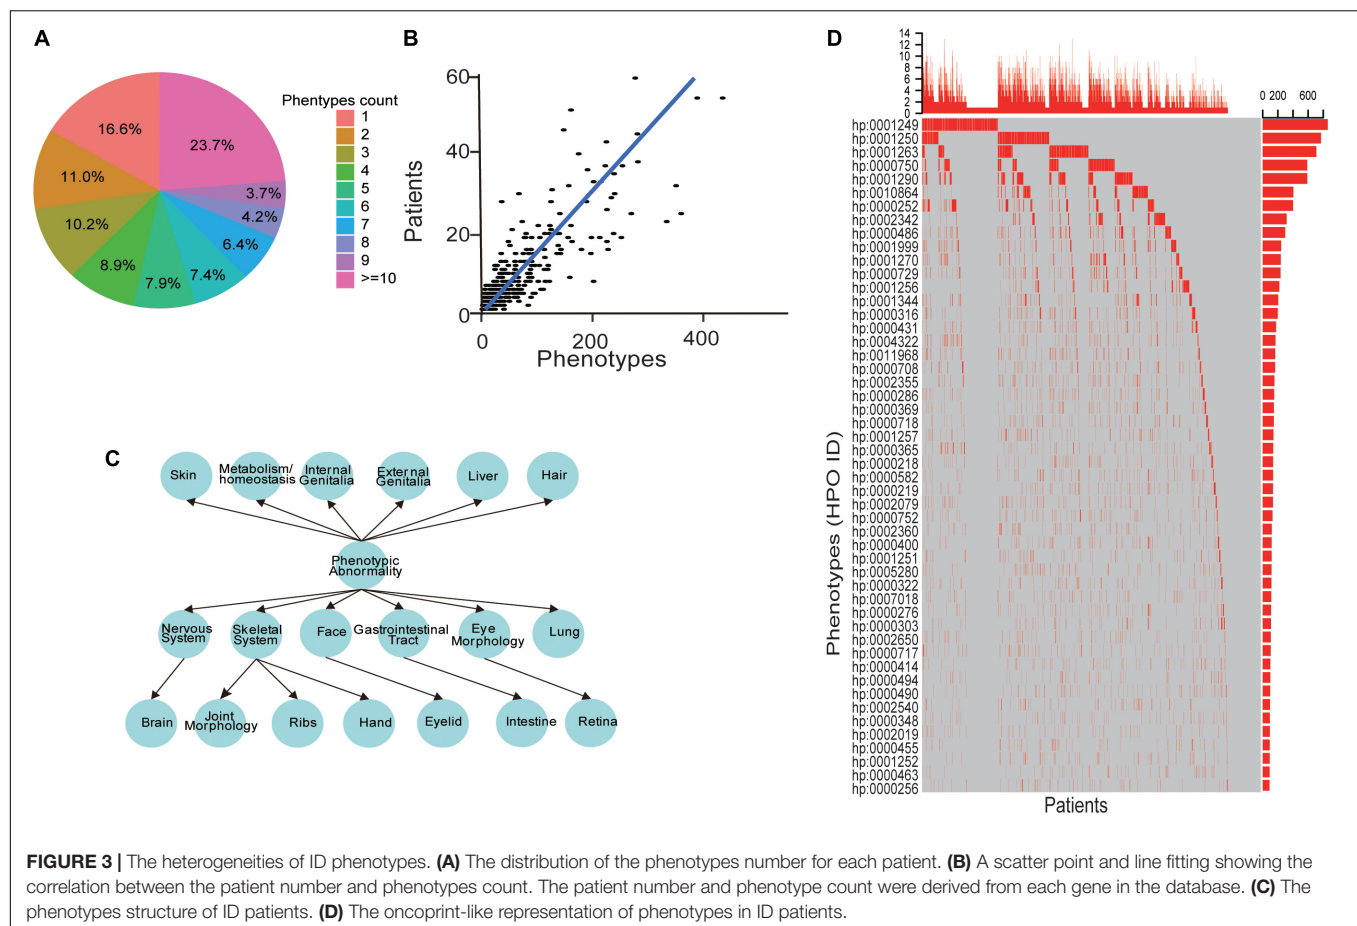 A
Phentypes count
1
2
3
4
5
6
7
8
9
>=10
16.6%
23.7%
11.0%
3.7%
4.2%
10.2%
6.4%
8.9%
7.9%
7.4%
B
Patients
60
40
20
0
0
200
400
Phenotypes
C
Skin
Metabolism/
homeostasis
Internal
Genitalia
External
Genitalia
Liver
Hair
Phenotypic
Abnormality
Nervous
System
Skeletal
System
Face
Gastrointestinal
Tract
Eye
Morphology
Lung
Brain
Joint
Morphology
Ribs
Hand
Eyelid
Intestine
Retina
D
14
12
10
8
6
4
2
0
0 200 600
Phenotypes (HPO ID)
hp:0001249
hp:0001250
hp:0001263
hp:0000750
hp:0001290
hp:0010864
hp:0000252
hp:0002342
hp:0000486
hp:0001999
hp:0001270
hp:0000729
hp:0001256
hp:0001344
hp:0000316
hp:0000431
hp:0004322
hp:0011968
hp:0000708
hp:0002355
hp:0000286
hp:0000369
hp:0000718
hp:0001257
hp:0000365
hp:0000218
hp:0000582
hp:0000219
hp:0002079
hp:0000752
hp:0002360
hp:0000400
hp:0001251
hp:0005280
hp:0000322
hp:0007018
hp:0000276
hp:0000303
hp:0002650
hp:0000717
hp:0000414
hp:0000494
hp:0000490
hp:0002540
hp:0000348
hp:0002019
hp:0000455
hp:0001252
hp:0000463
hp:0000256
Patients
FIGURE 3 | The heterogeneities of ID phenotypes. (A) The distribution of the phenotypes number for each patient. (B) A scatter point and line fitting showing the
correlation between the patient number and phenotypes count. The patient number and phenotype count were derived from each gene in the database. (C) The
phenotypes structure of ID patients. (D) The oncoprint-like representation of phenotypes in ID patients.